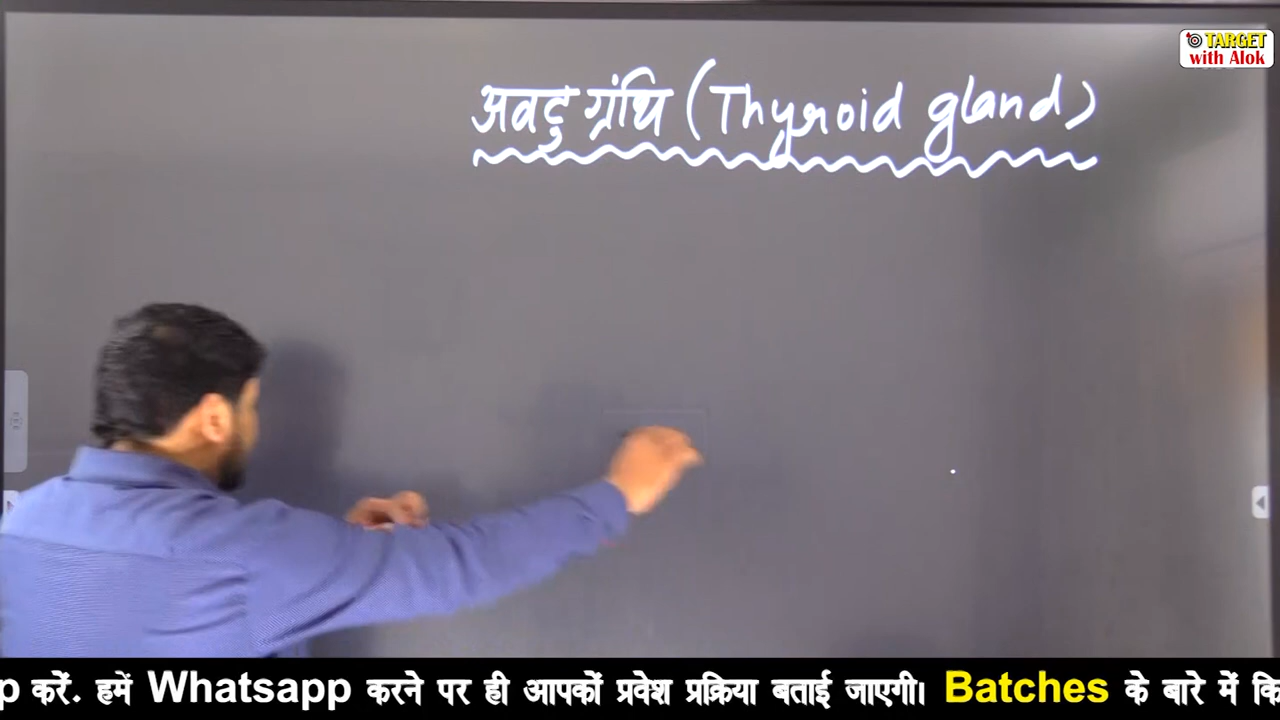 TARGET
with Alok
अवटु ग्रंथि (Thyroid gland)
p करें. हमें Whatsapp करने पर ही आपकों प्रवेश प्रक्रिया बताई जाएगी। Batches के बारे में कि